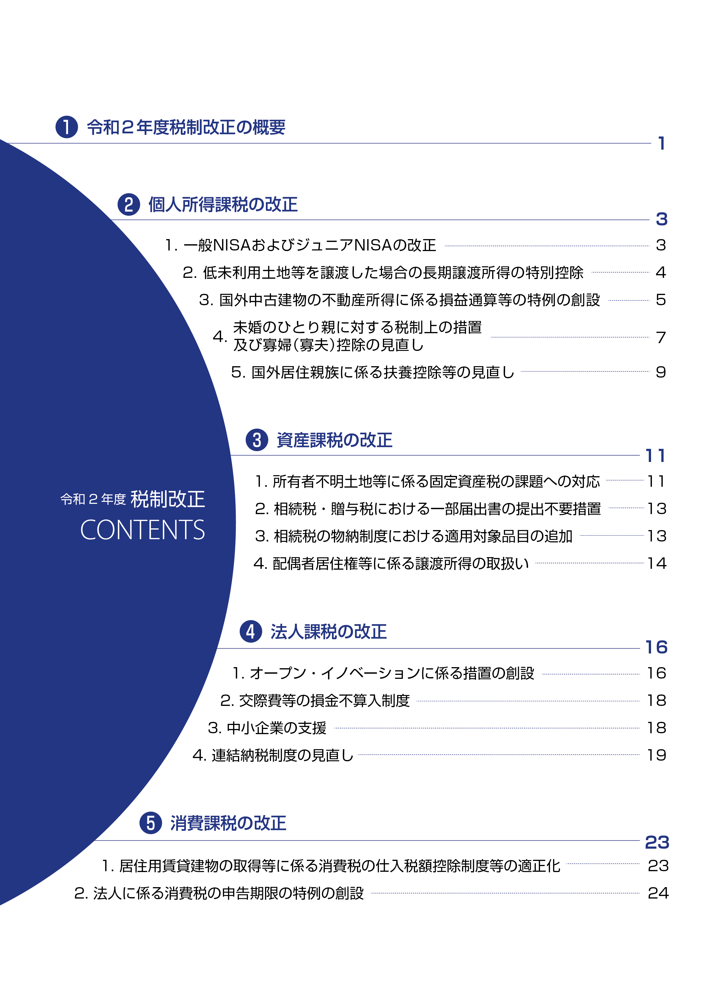 ❶ 令和２年度税制改正の概要 1
❷ 個人所得課税の改正 3
1. 一般NISAおよびジュニアNISAの改正 3
2. 低未利用土地等を譲渡した場合の長期譲渡所得の特別控除 4
3. 国外中古建物の不動産所得に係る損益通算等の特例の創設 5
4. 未婚のひとり親に対する税制上の措置
及び寡婦（寡夫）控除の見直し 7
5. 国外居住親族に係る扶養控除等の見直し 9
❸ 資産課税の改正 11
1. 所有者不明土地等に係る固定資産税の課題への対応 11
2. 相続税・贈与税における一部届出書の提出不要措置 13
3. 相続税の物納制度における適用対象品目の追加 13
4. 配偶者居住権等に係る譲渡所得の取扱い 14
令和２年度 税制改正
CONTENTS
❹ 法人課税の改正 16
1. オープン・イノベーションに係る措置の創設 16
2. 交際費等の損金不算入制度 18
3. 中小企業の支援 18
4. 連結納税制度の見直し 19
❺ 消費課税の改正 23
1. 居住用賃貸建物の取得等に係る消費税の仕入税額控除制度等の適正化 23
2. 法人に係る消費税の申告期限の特例の創設 24